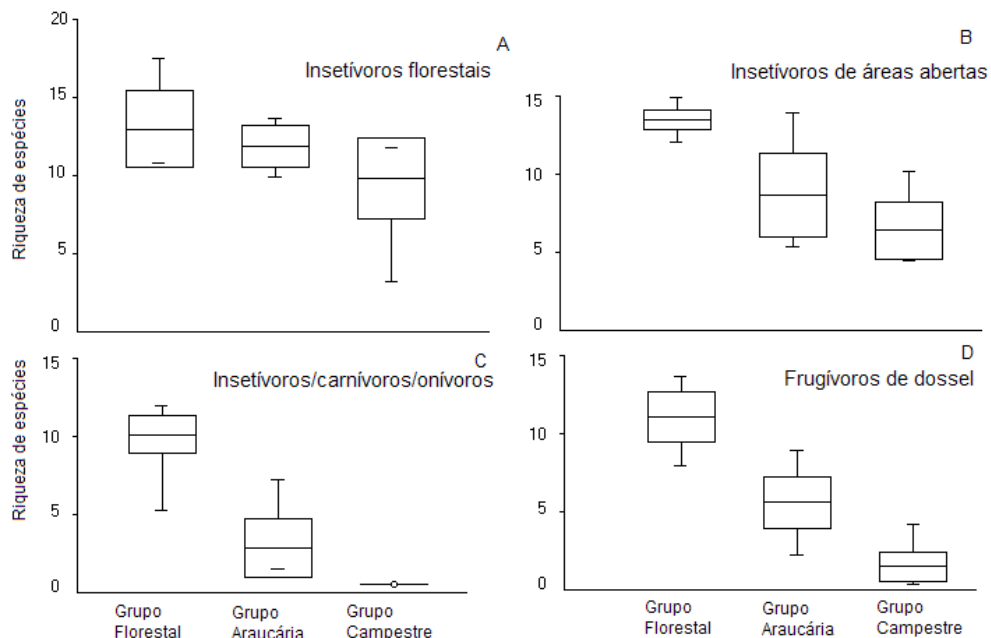 A
Insetívoros florestais
Riqueza de espécies
20
15
10
5
0
B
Insetívoros de áreas abertas
15
10
5
0
C
Insetívoros/carnívoros/onívoros
Riqueza de espécies
15
10
5
0
Grupo
Florestal
Grupo
Araucária
Grupo
Campestre
D
Frugívoros de dossel
15
10
5
0
Grupo
Florestal
Grupo
Araucária
Grupo
Campestre